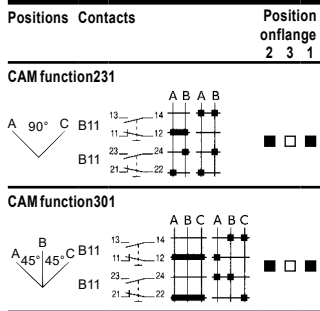 Positions Contacts Position
onflange
2 3 1
CAM function231
A B A B
A 90° C B11 13 14
11 12
B11 23 24
21 22
CAM function301
A B C A B C
A 45° B 45° C B11 13 14
11 12
B11 23 24
21 22